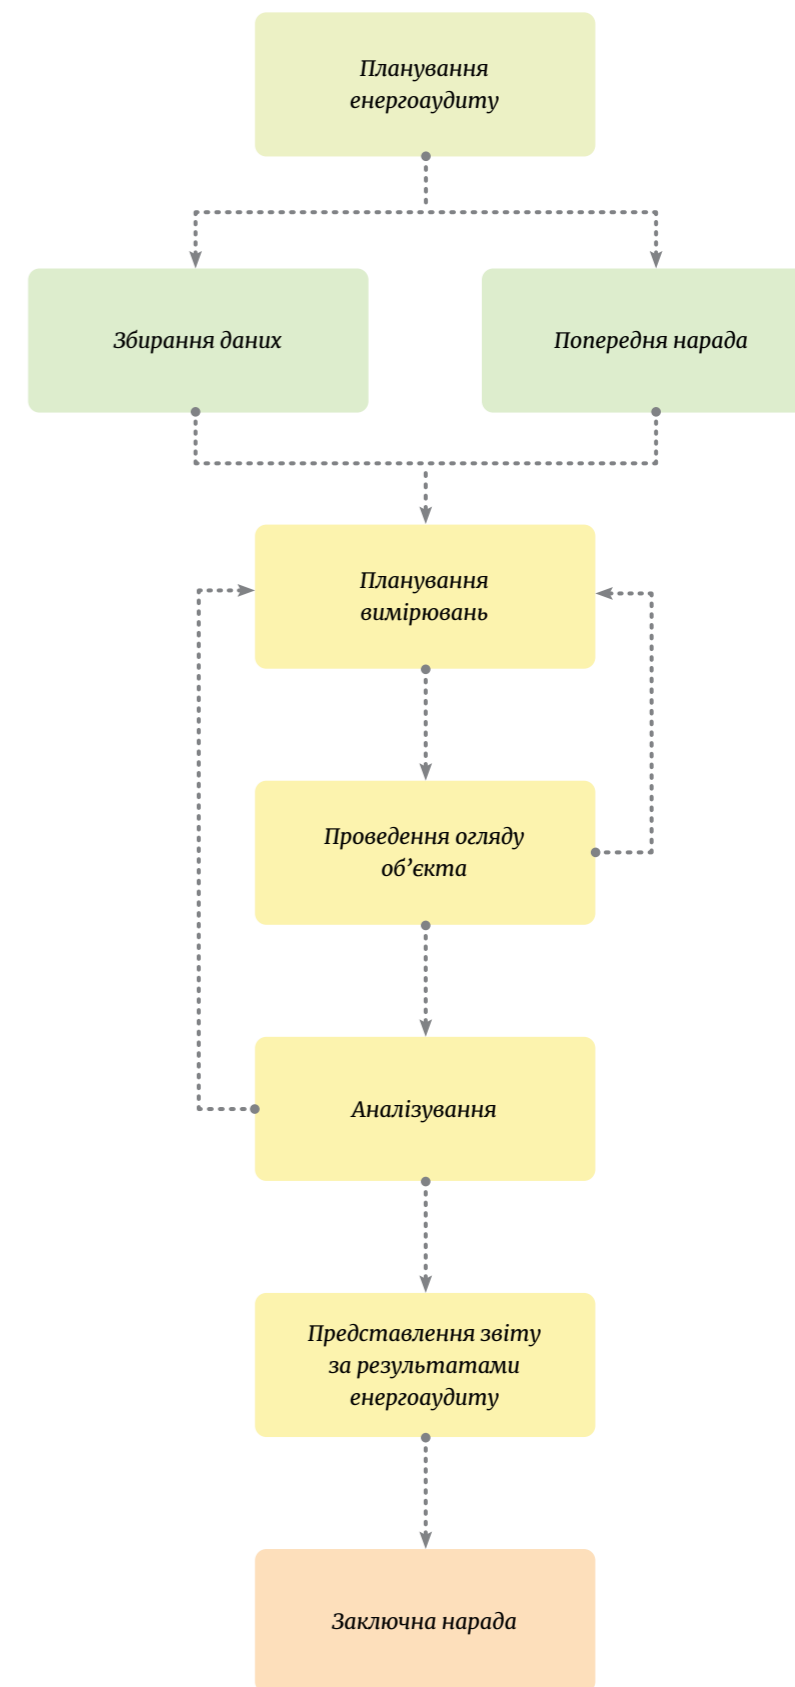 Планування
енергоаудиту
Збирання даних
Попередня нарада
Планування
вимірювань
Проведення огляду
об’єкта
Аналізування
Представлення звіту
за результатами
енергоаудиту
Заключна нарада